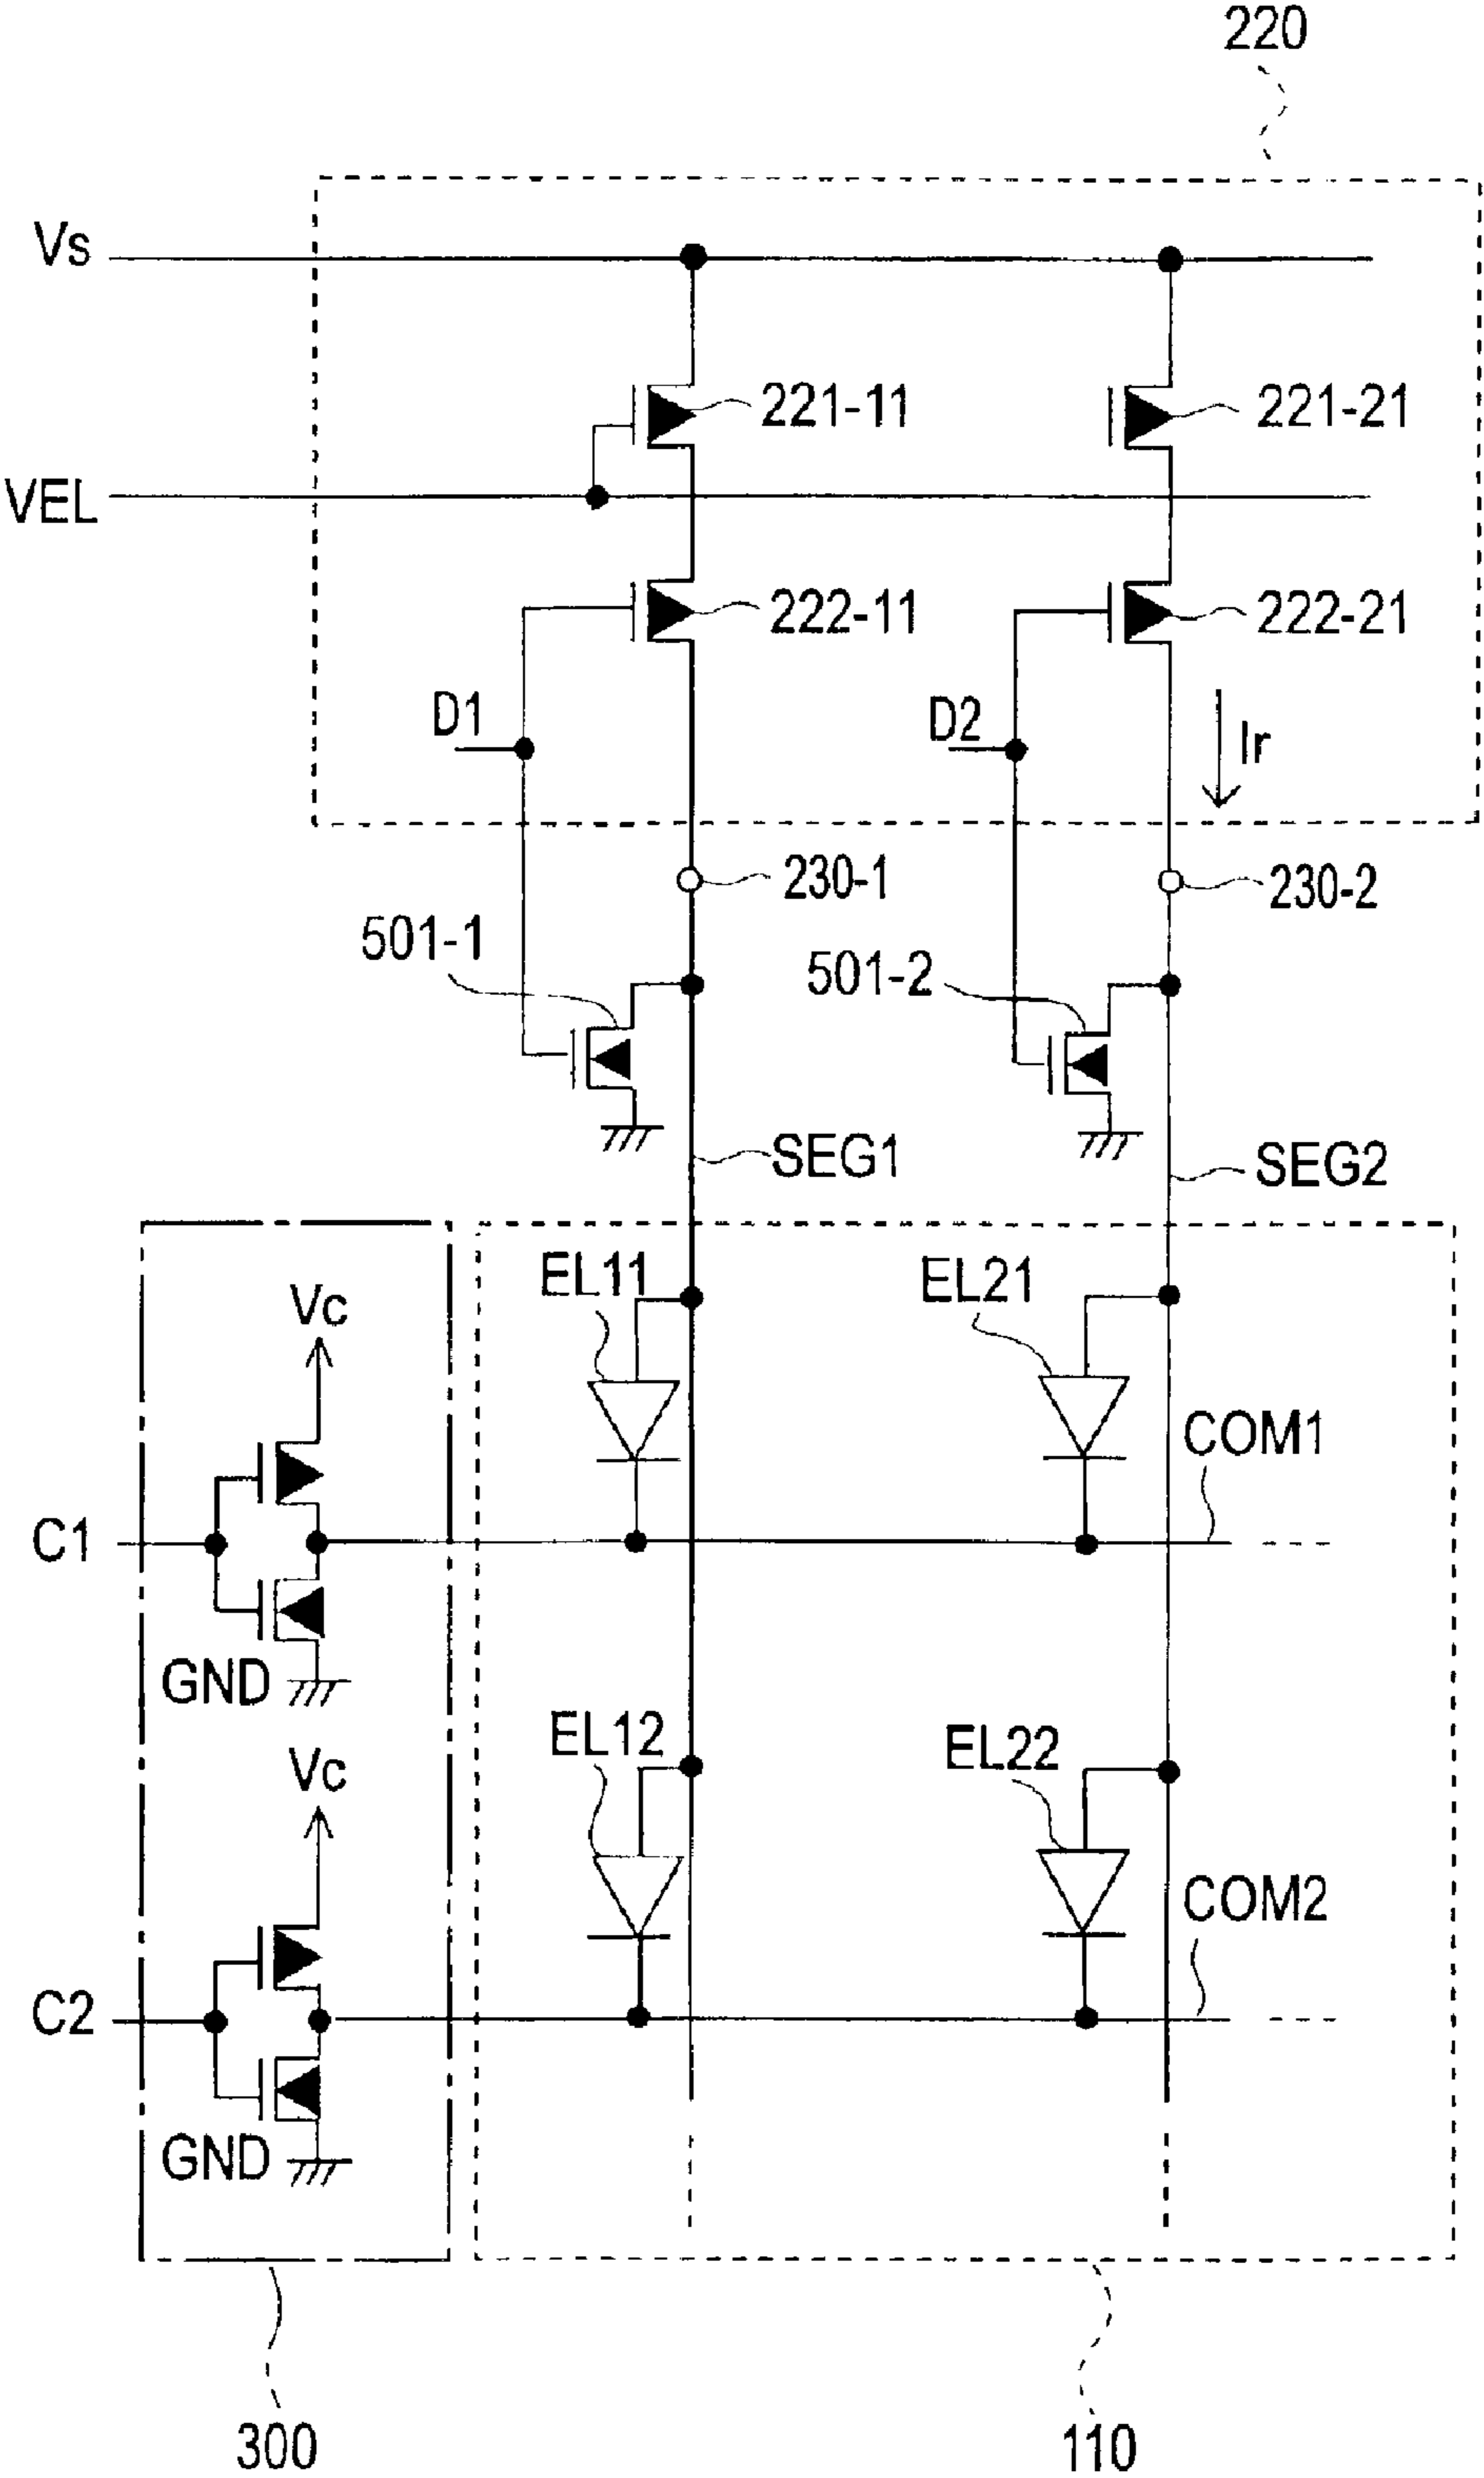 220
Vs
221-11
221-21
VEL
222-11
222-21
D1
D2
Ir
230-1
230-2
501-1
501-2
SEG1
SEG2
EL11
EL21
Vc
COM1
C1
GND
EL12
EL22
Vc
COM2
C2
GND
300
110